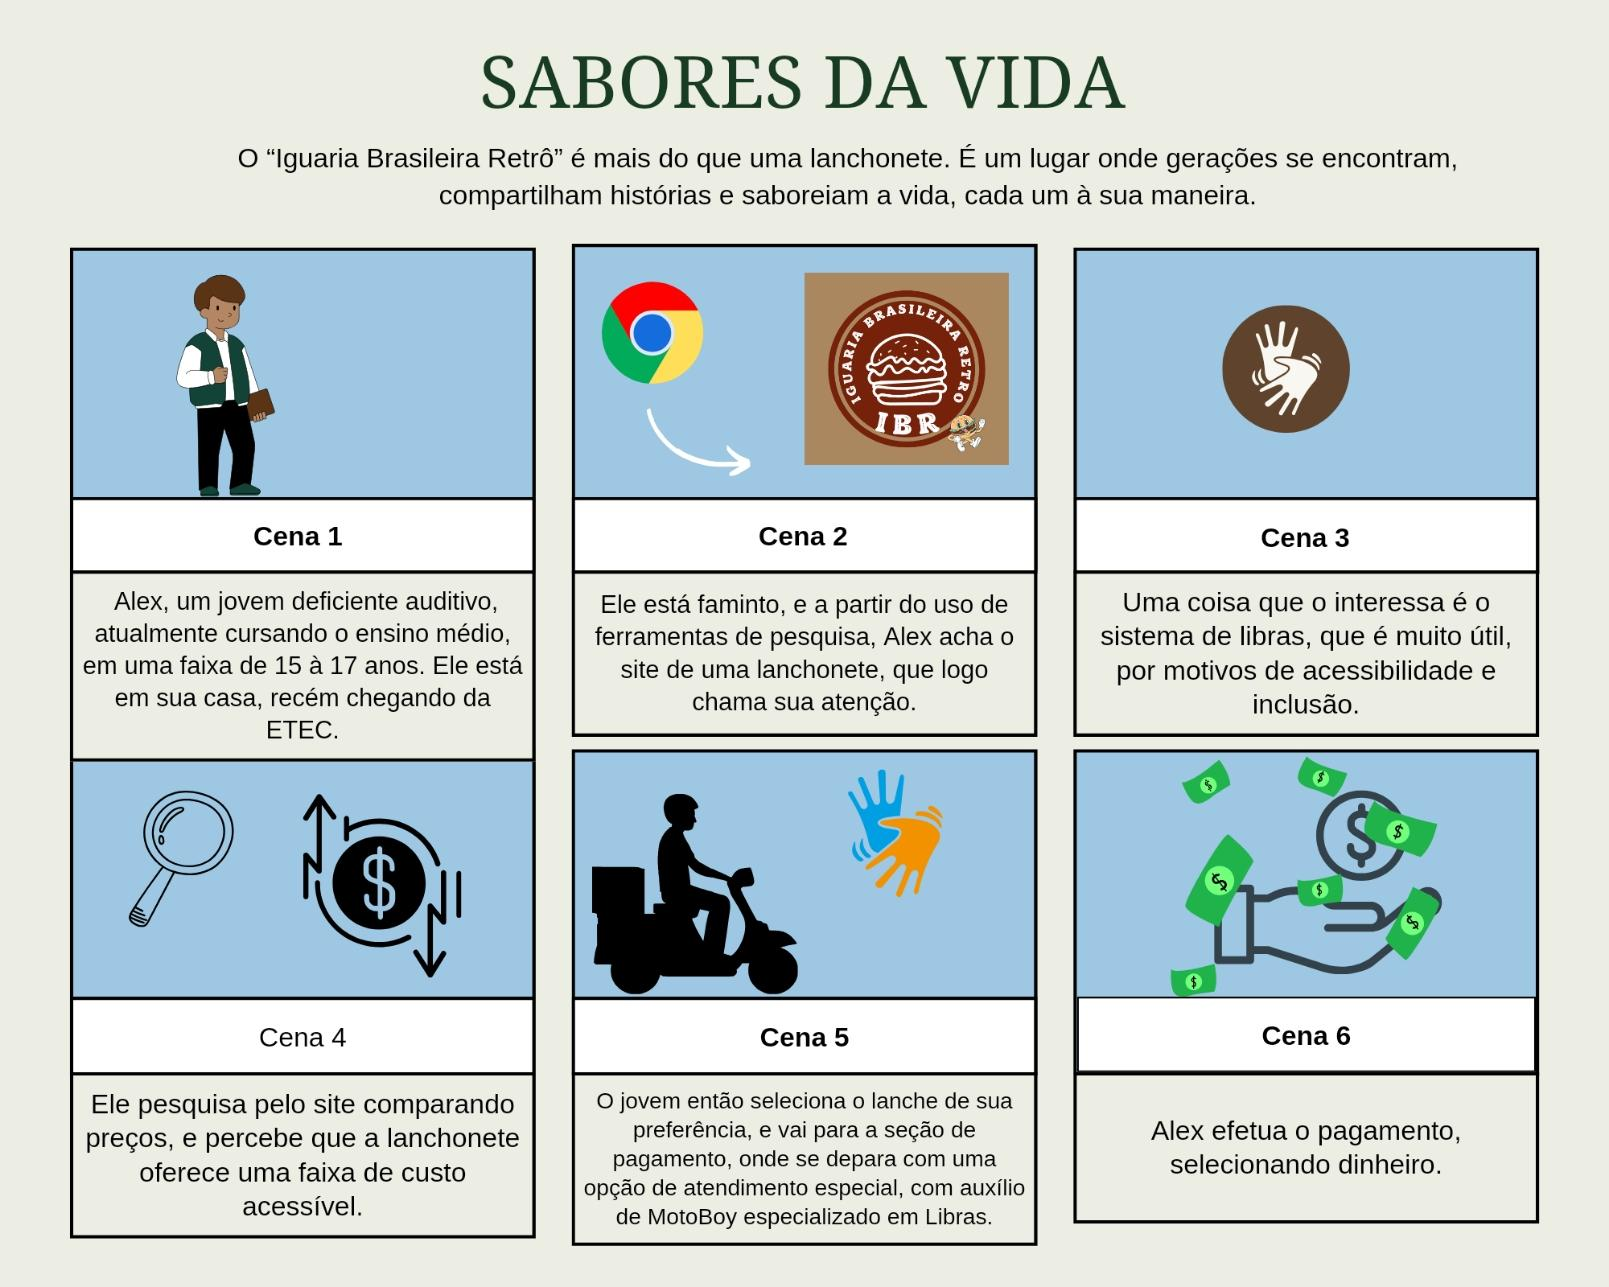 SABORES DA VIDA
O “Iguaria Brasileira Retrô” é mais do que uma lanchonete. É um lugar onde gerações se encontram,
compartilham histórias e saboreiam a vida, cada um à sua maneira.
Cena 1
Alex, um jovem deficiente auditivo,
atualmente cursando o ensino médio,
em uma faixa de 15 à 17 anos. Ele está
em sua casa, recém chegando da
ETEC.
IGUARIA BRASILEIRA RETRO
IBR
Cena 2
Ele está faminto, e a partir do uso de
ferramentas de pesquisa, Alex acha o
site de uma lanchonete, que logo
chama sua atenção.
Cena 3
Uma coisa que o interessa é o
sistema de libras, que é muito útil,
por motivos de acessibilidade e
inclusão.
$
Cena 4
Ele pesquisa pelo site comparando
preços, e percebe que a lanchonete
oferece uma faixa de custo
acessível.
Cena 5
O jovem então seleciona o lanche de sua
preferência, e vai para a seção de
pagamento, onde se depara com uma
opção de atendimento especial, com auxílio
de MotoBoy especializado em Libras.
$
$
$
$
$
$
$
$
Cena 6
Alex efetua o pagamento,
selecionando dinheiro.